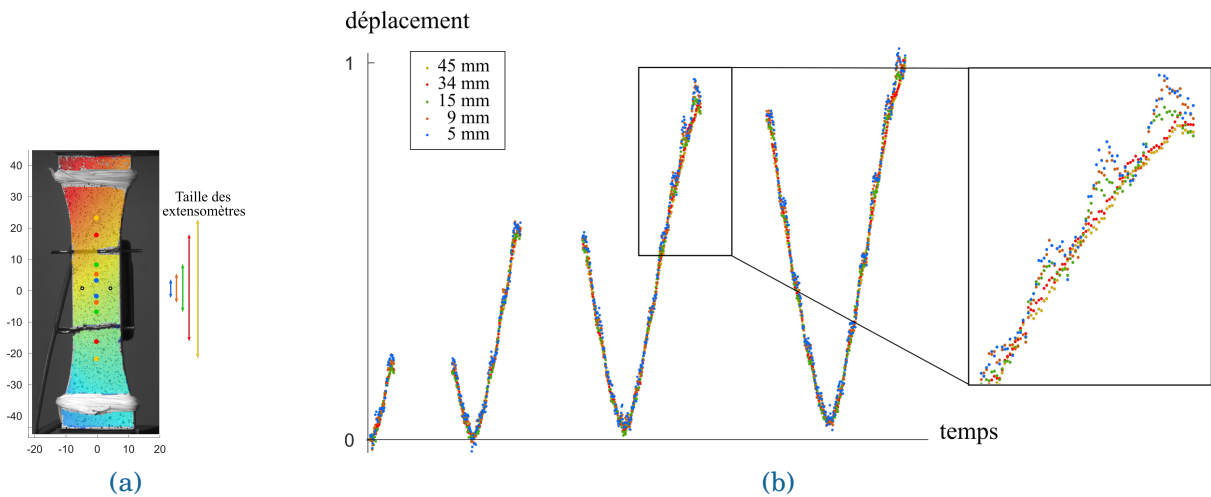 déplacement
1
45 mm
34 mm
15 mm
9 mm
5 mm
0
temps
40
30
20
10
0
-10
-20
-30
-40
-20
-10
0
10
20
Taille des
extensomètres
(a)
(b)